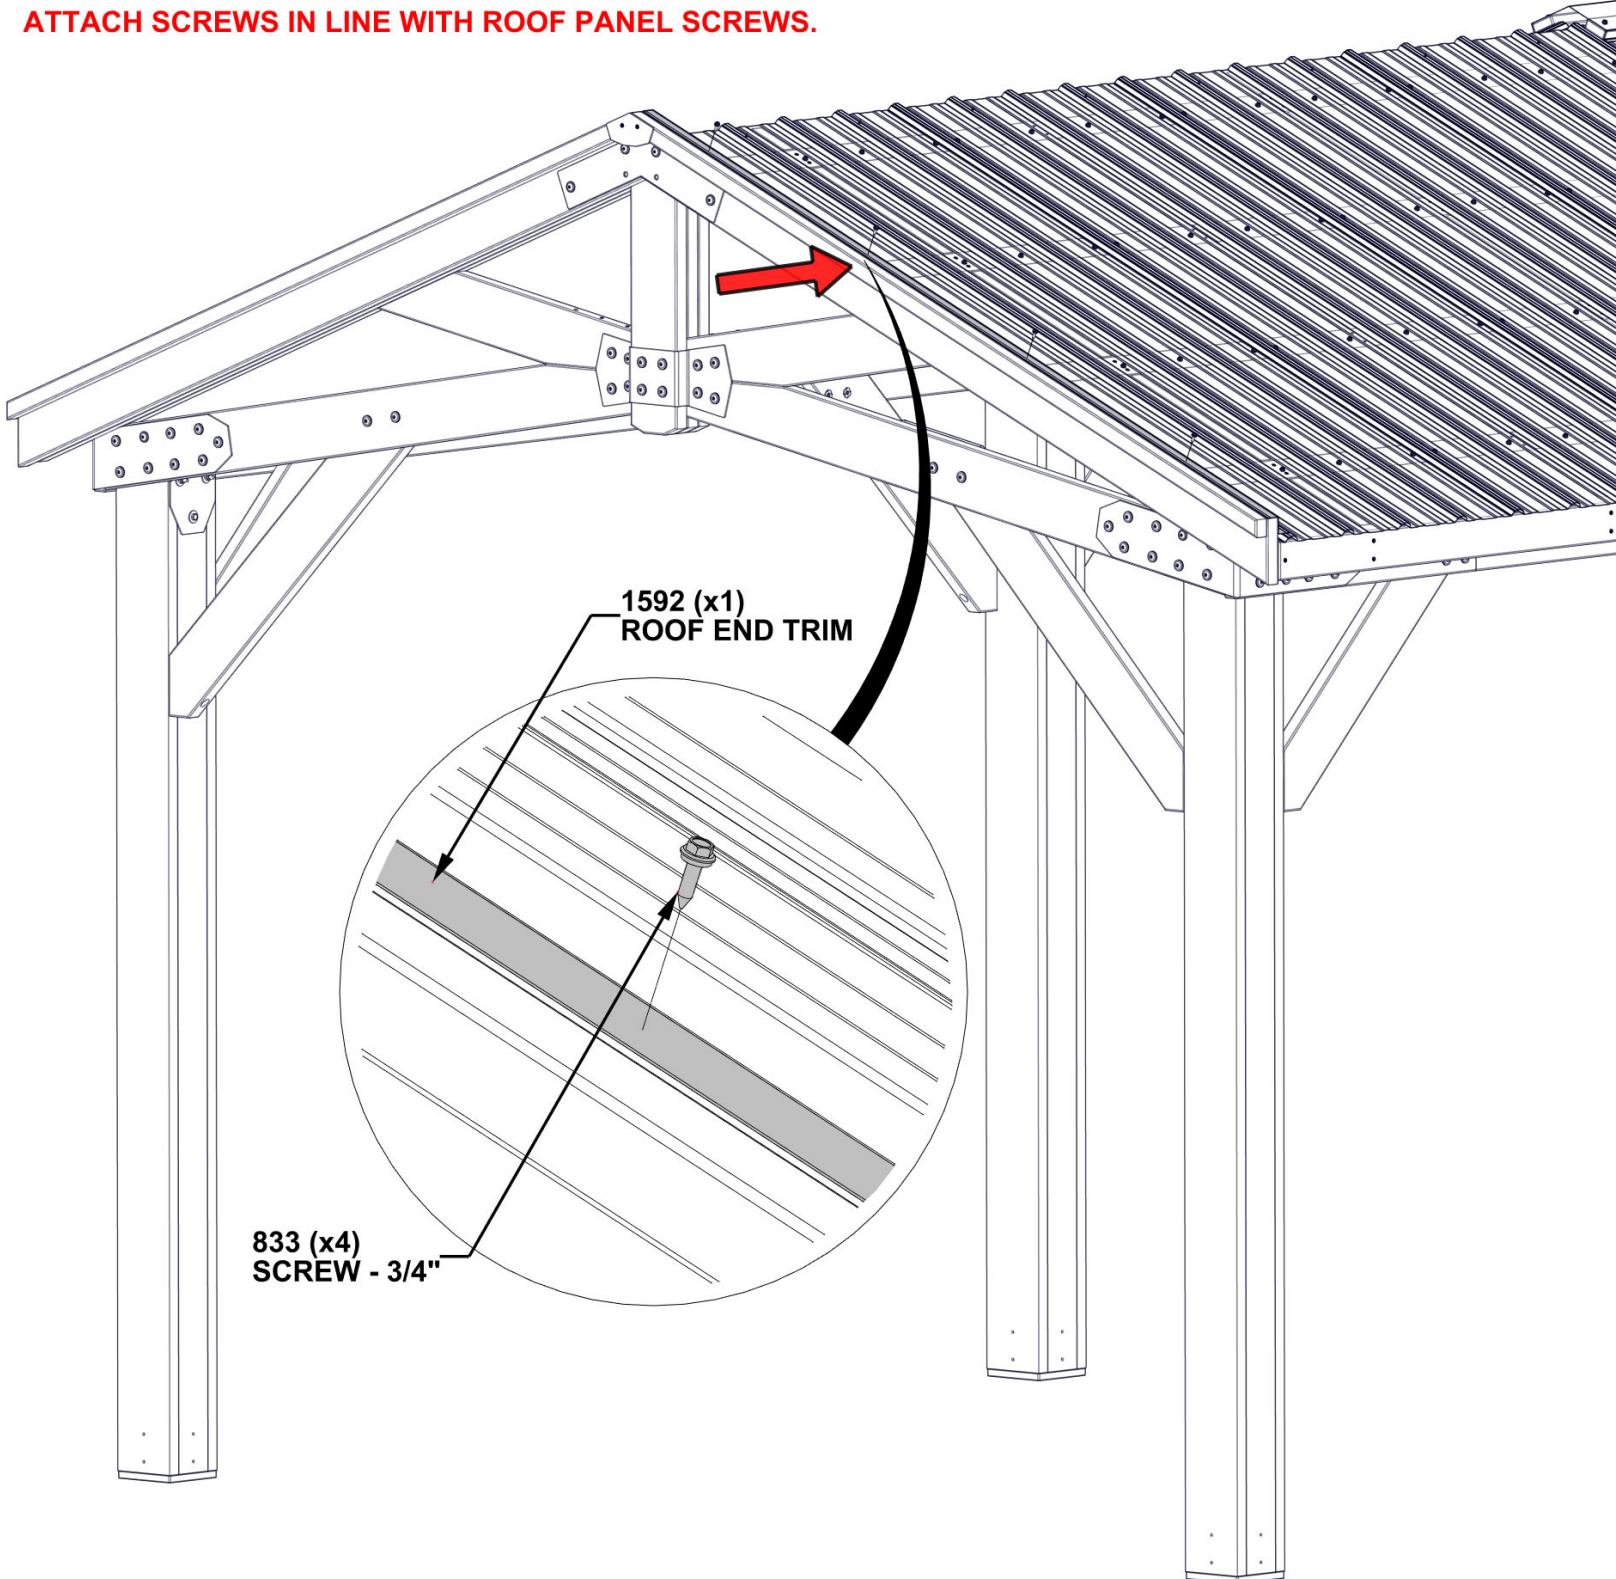 ATTACH SCREWS IN LINE WITH ROOF PANEL SCREWS.
1592 (x1)
ROOF END TRIM
833 (x4)
SCREW - 3/4"